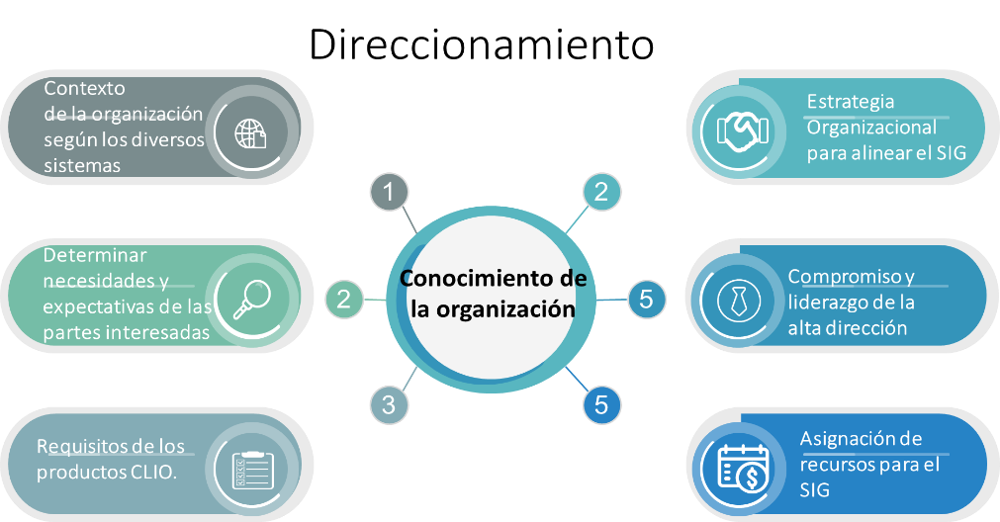 Direccionamiento
Contexto
de la organización
según los diversos
sistemas
Determinar
necesidades y
expectativas de las
partes interesadas
Requisitos de los
productos CLIO.
1
2
3
Conocimiento de
la organización
2
5
5
Estrategia
Organizacional
para alinear el SIG
Compromiso y
liderazgo de la
alta dirección
Asignación de
recursos para el
SIG